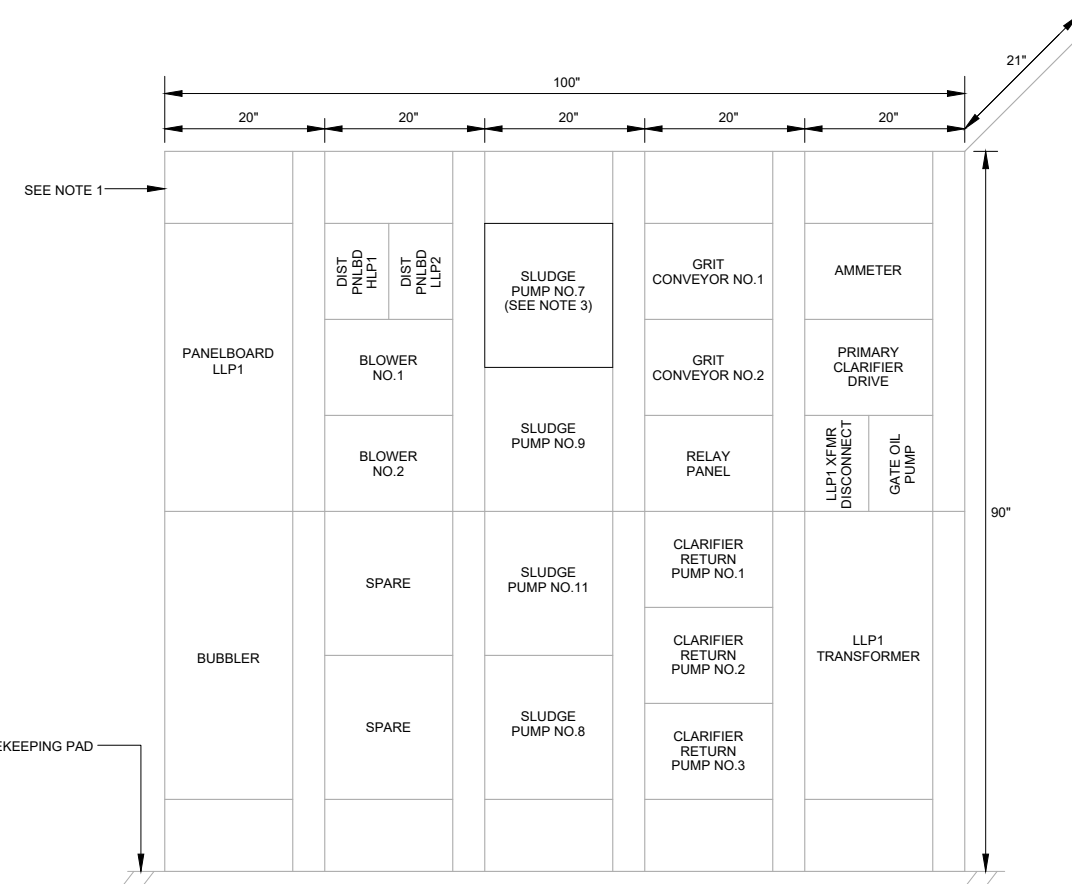 21"
100"
20"
20"
20"
20"
20"
SEE NOTE 1
PANELBOARD
LLP1
BUBBLER
DIST
PNLBD
HLP1
DIST
PNLBD
LLP2
BLOWER
NO.1
BLOWER
NO.2
SPARE
SPARE
SLUDGE
PUMP NO.7
(SEE NOTE 3)
SLUDGE
PUMP NO.9
SLUDGE
PUMP NO.11
SLUDGE
PUMP NO.8
GRIT
CONVEYOR NO.1
GRIT
CONVEYOR NO.2
RELAY
PANEL
CLARIFIER
RETURN
PUMP NO.1
CLARIFIER
RETURN
PUMP NO.2
CLARIFIER
RETURN
PUMP NO.3
AMMETER
PRIMARY
CLARIFIER
DRIVE
LLP1 XFMR
DISCONNECT
GATE OIL
PUMP
LLP1
TRANSFORMER
90"
EKEEPING PAD